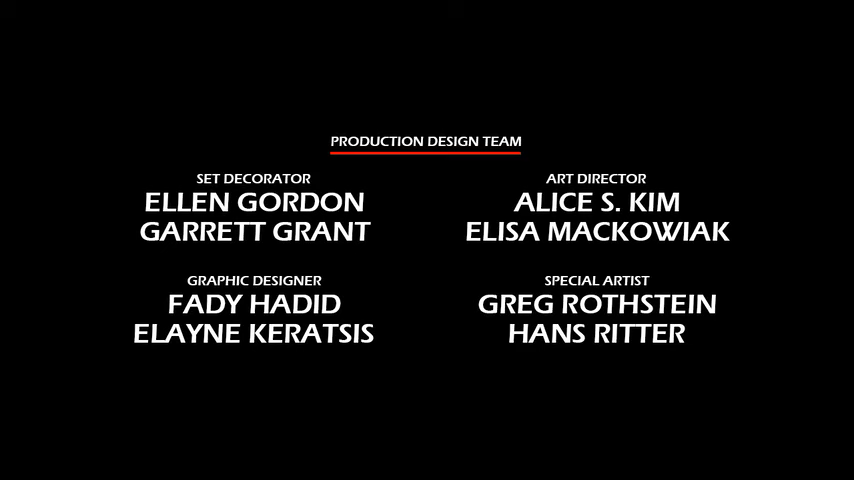 PRODUCTION DESIGN TEAM
SET DECORATOR
ELLEN GORDON
GARRETT GRANT
ART DIRECTOR
ALICE S. KIM
ELISA MACKOWIAK
GRAPHIC DESIGNER
FADY HADID
ELAYNE KERATSIS
SPECIAL ARTIST
GREG ROTHSTEIN
HANS RITTER